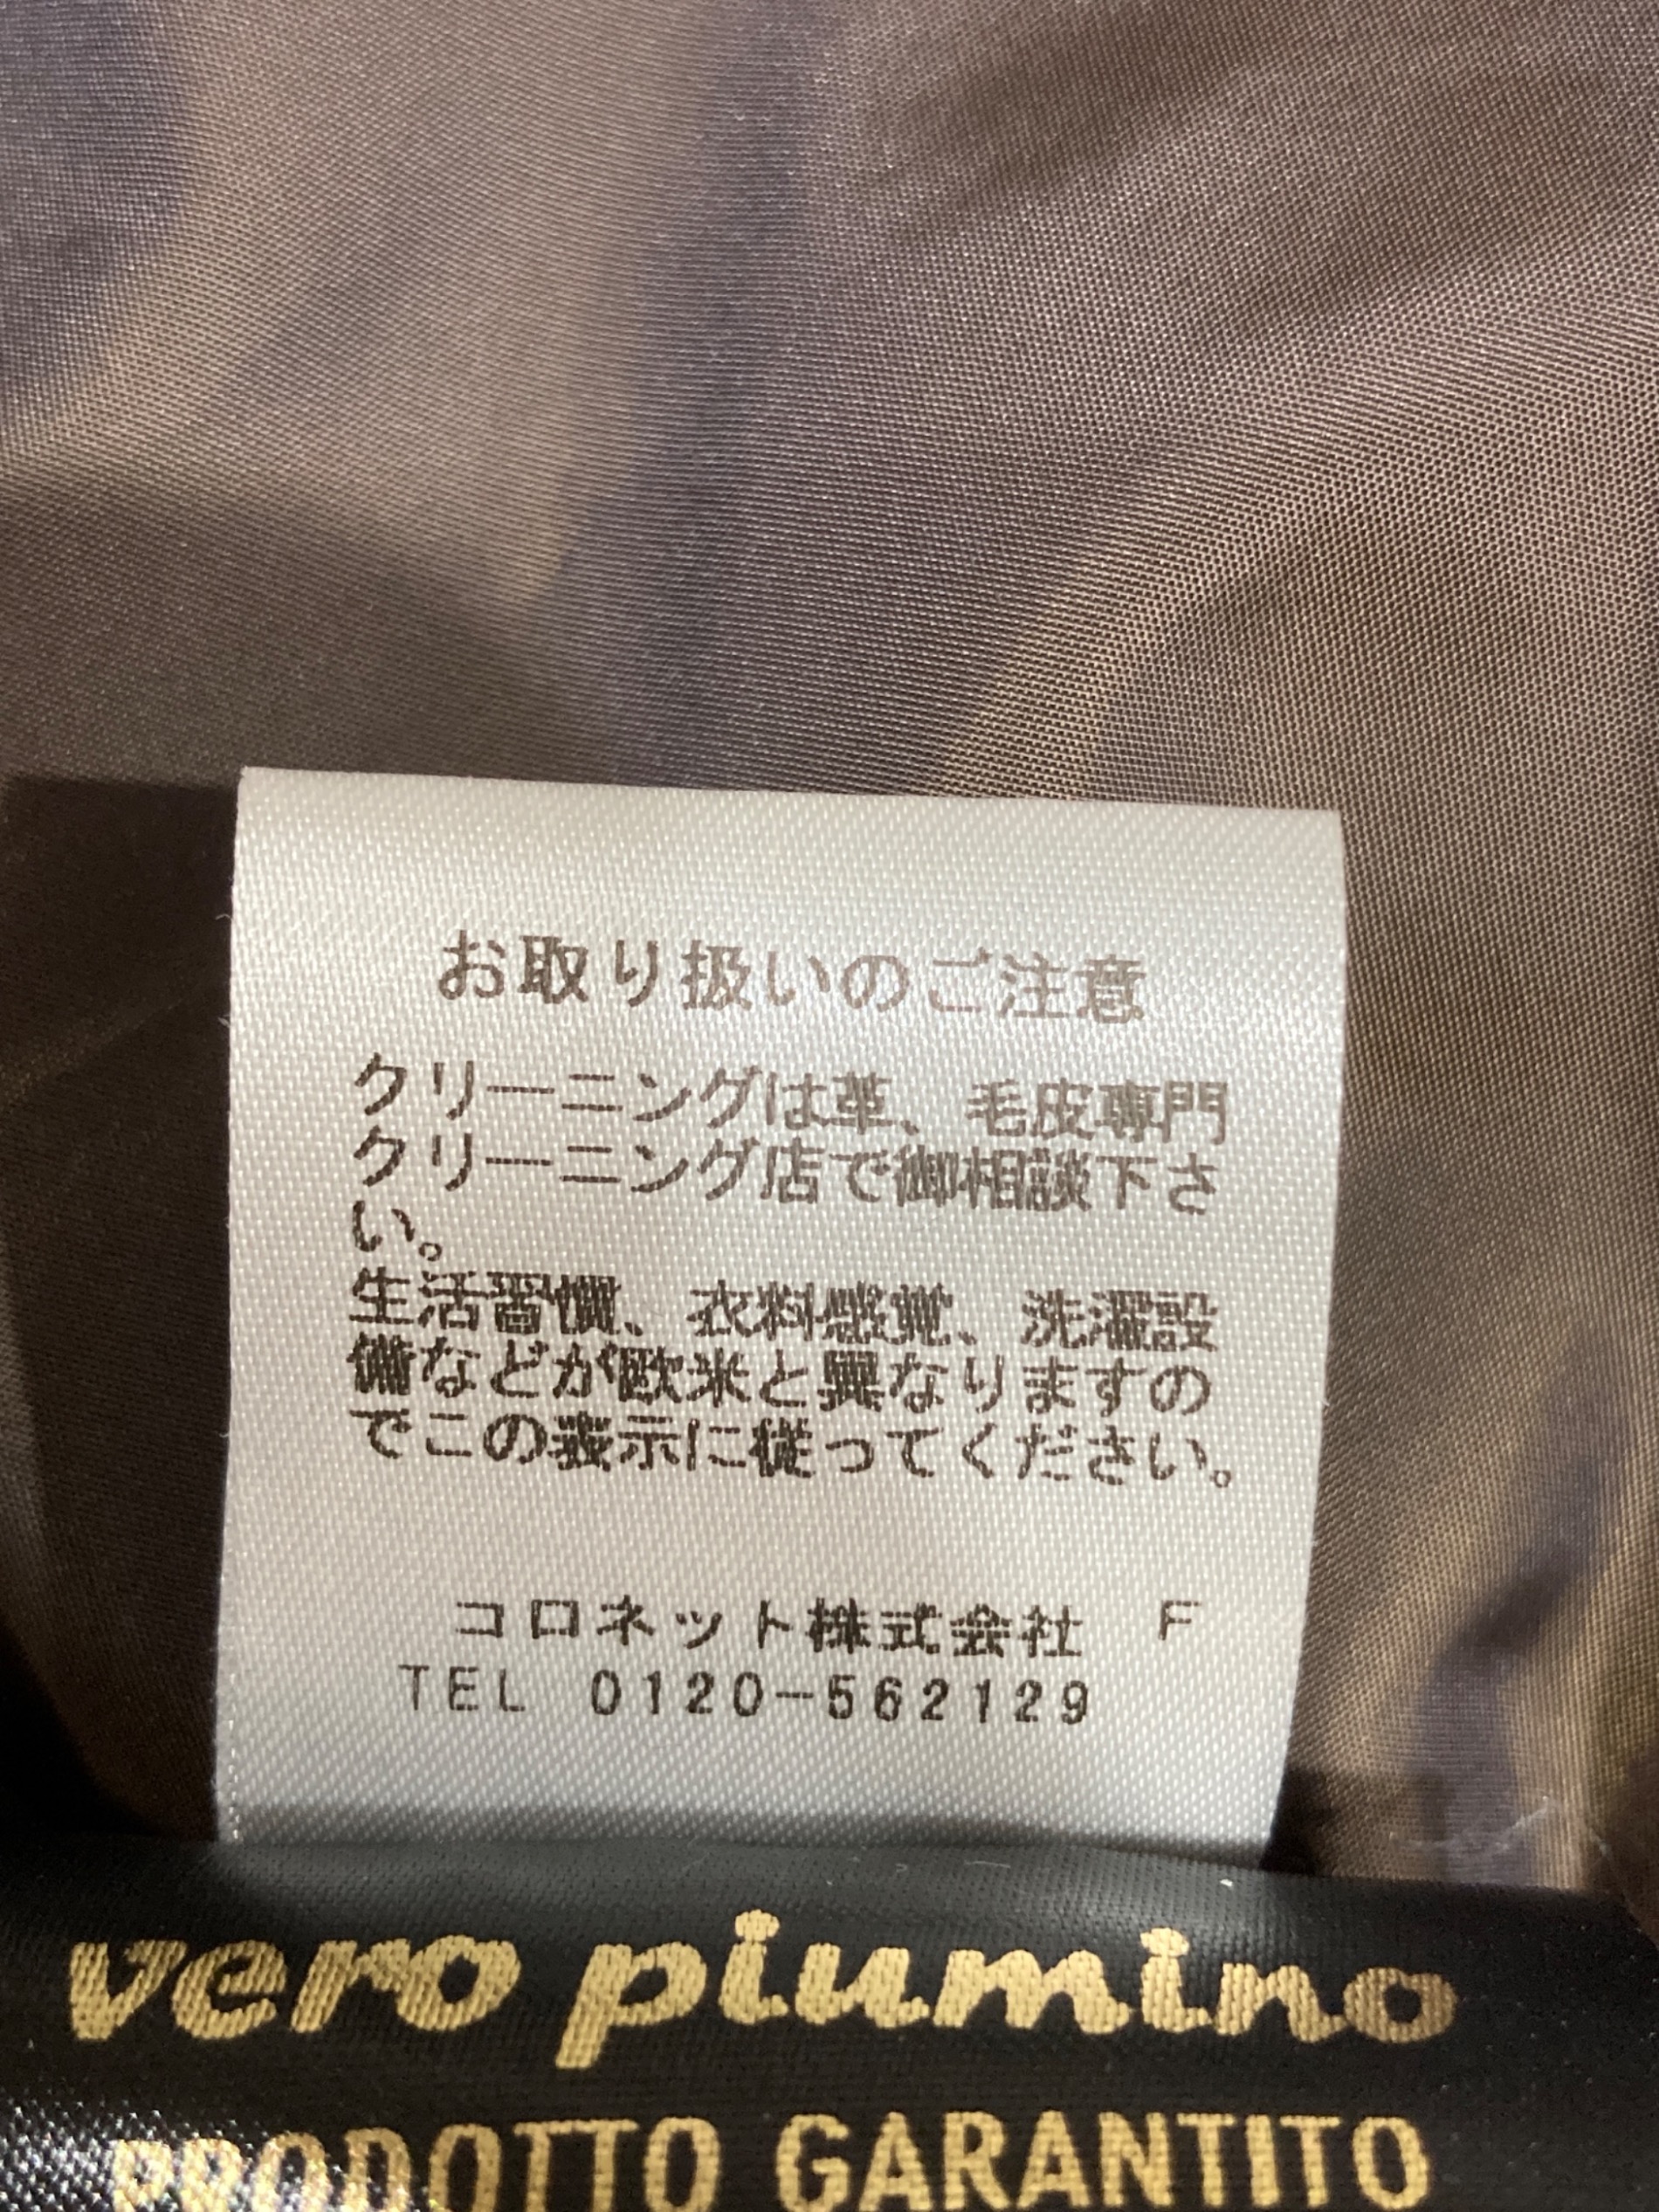 お取り扱いのご注意
クリーニングは革、毛皮専門
クリーニング店で御相談下さ
い。
生活習慣、衣料感覚、洗濯設
備などが欧米と異なりますの
でこの表示に従ってください。
コロネット株式会社 F
TEL 0120-562129
vero piumino
PRODOTTO GARANTITO